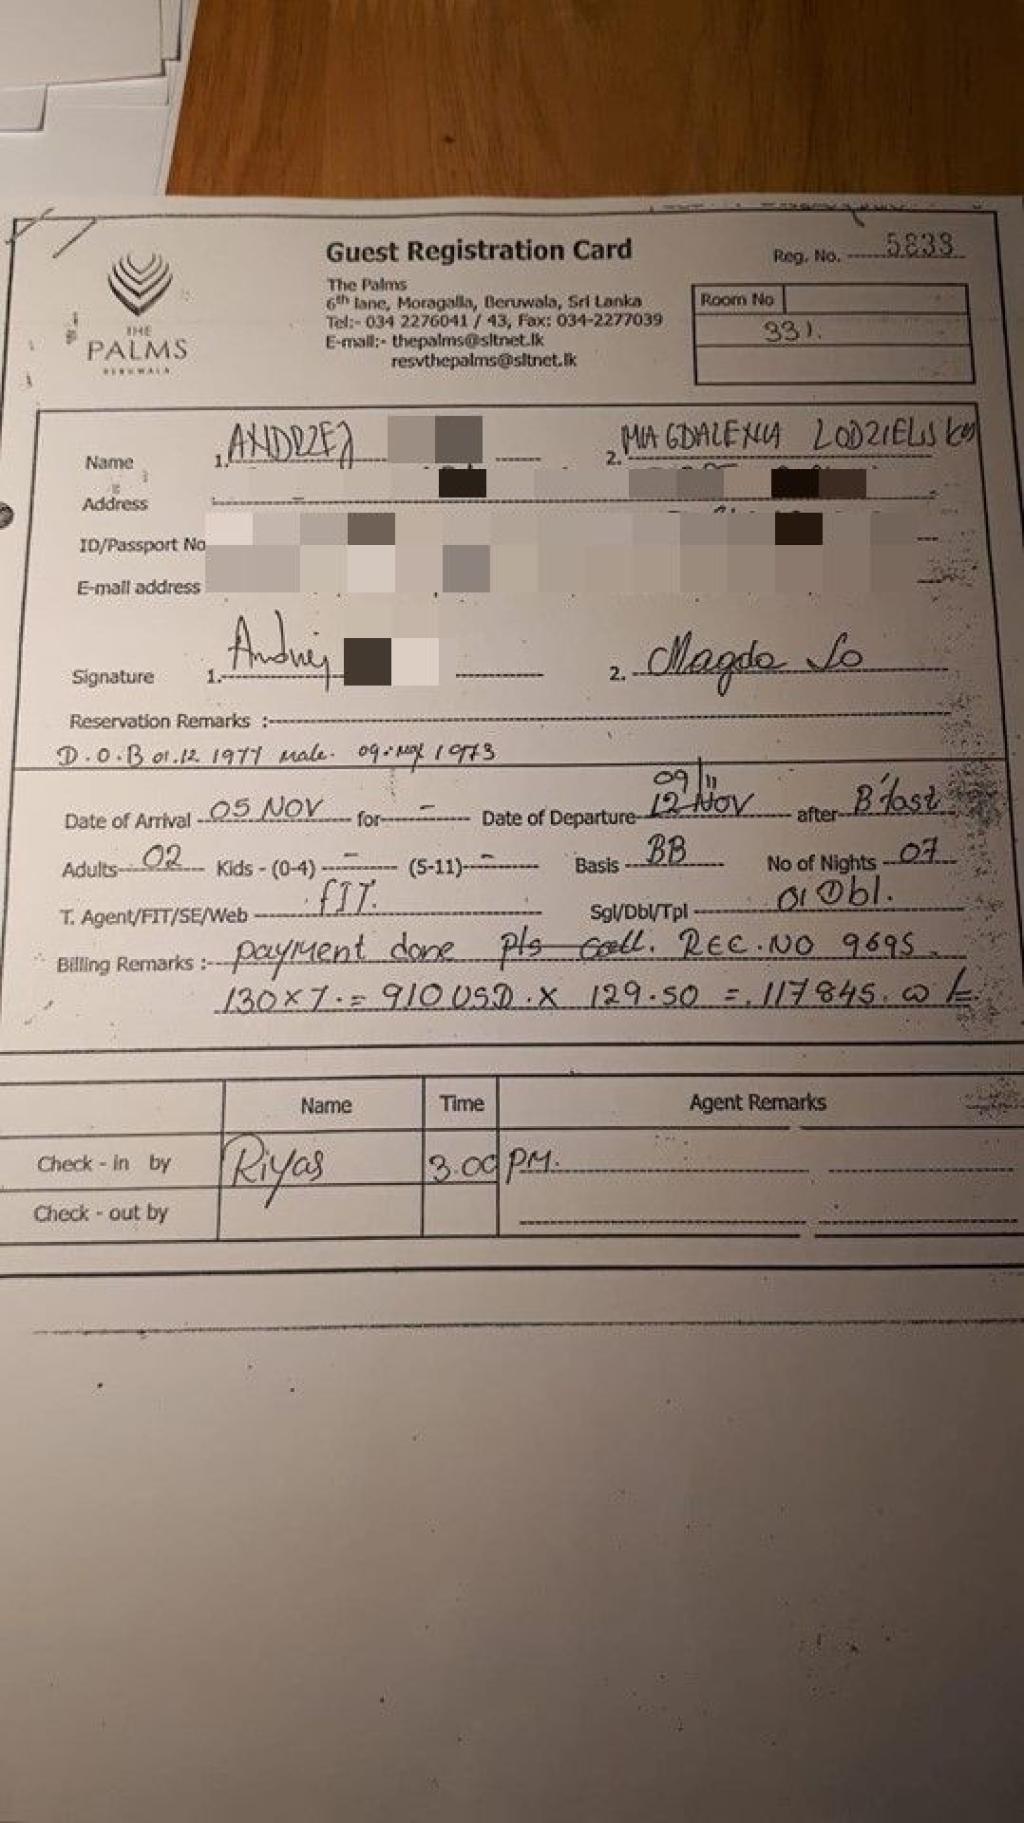 Guest Registration Card
Reg. No. 5833
THE
PALMS
BERUWALA
The Palms
6th lane, Moragalla, Beruwala, Sri Lanka
Tel:- 034 2276041 / 43, Fax: 034-2277039
E-mail:- thepalms@sltnet.lk
resvthepalms@sltnet.lk
Room No
331.
Name 1. ANDRZEJ 2. MAGDALENA
Address
ID/Passport No
E-mail address
Signature 1. Andrzej 2. Magda Lo
Reservation Remarks :-
D.O.B 01.12 1977 male. 09. 1973
09/11
Date of Arrival 05 NOV for - Date of Departure 12 NOV after B'fast
Adults 02 Kids - (0-4) - (5-11) - Basis BB No of Nights 07
T. Agent/FIT/SE/Web FIT. Sgl/Dbl/Tpl 01 Dbl.
Billing Remarks :- payment done pls coll. REC.NO 9695.
130 x 7. = 910 USD. x 129.50 =. 117845.
Name Time Agent Remarks
Check - in by Riyas 3.00 PM.
Check - out by